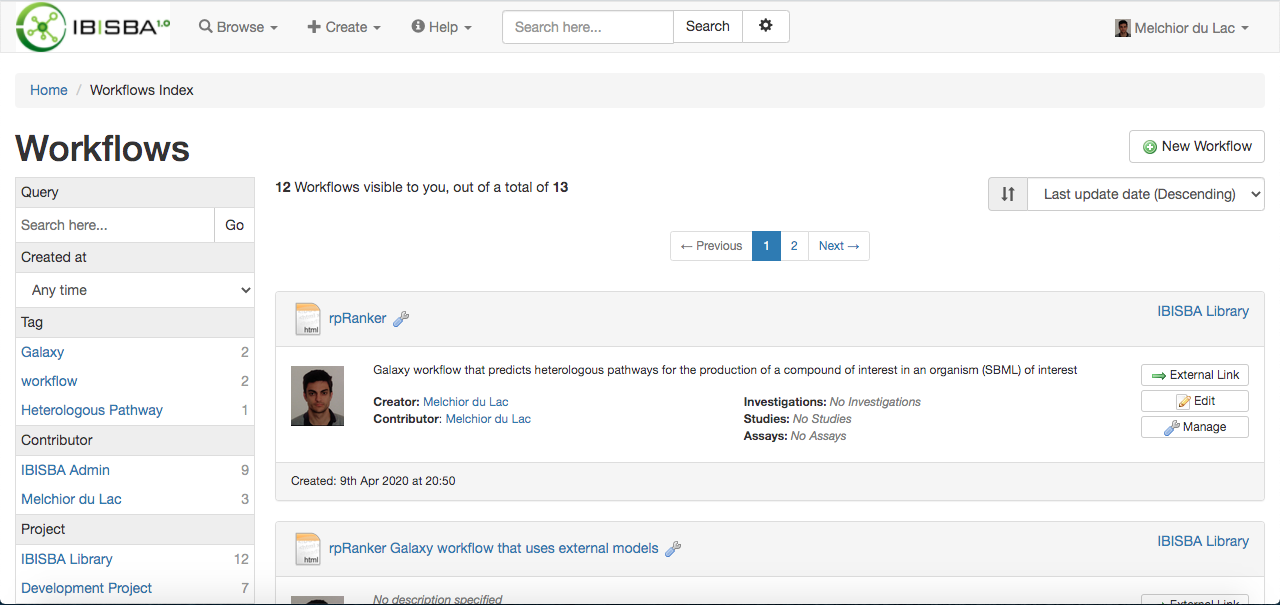 IBISBA 1.0 Browse Create Help Search here... Search Melchior du Lac
Home / Workflows Index
Workflows
New Workflow
Query
Search here... Go
Created at
Any time
Tag
Galaxy 2
workflow 2
Heterologous Pathway 1
Contributor
IBISBA Admin 9
Melchior du Lac 3
Project
IBISBA Library 12
Development Project 7
12 Workflows visible to you, out of a total of 13
Last update date (Descending)
← Previous 1 2 Next →
html rpRanker IBISBA Library
Galaxy workflow that predicts heterologous pathways for the production of a compound of interest in an organism (SBML) of interest
Creator: Melchior du Lac
Contributor: Melchior du Lac
Investigations: No Investigations
Studies: No Studies
Assays: No Assays
External Link
Edit
Manage
Created: 9th Apr 2020 at 20:50
html rpRanker Galaxy workflow that uses external models IBISBA Library
No description specified
External Link